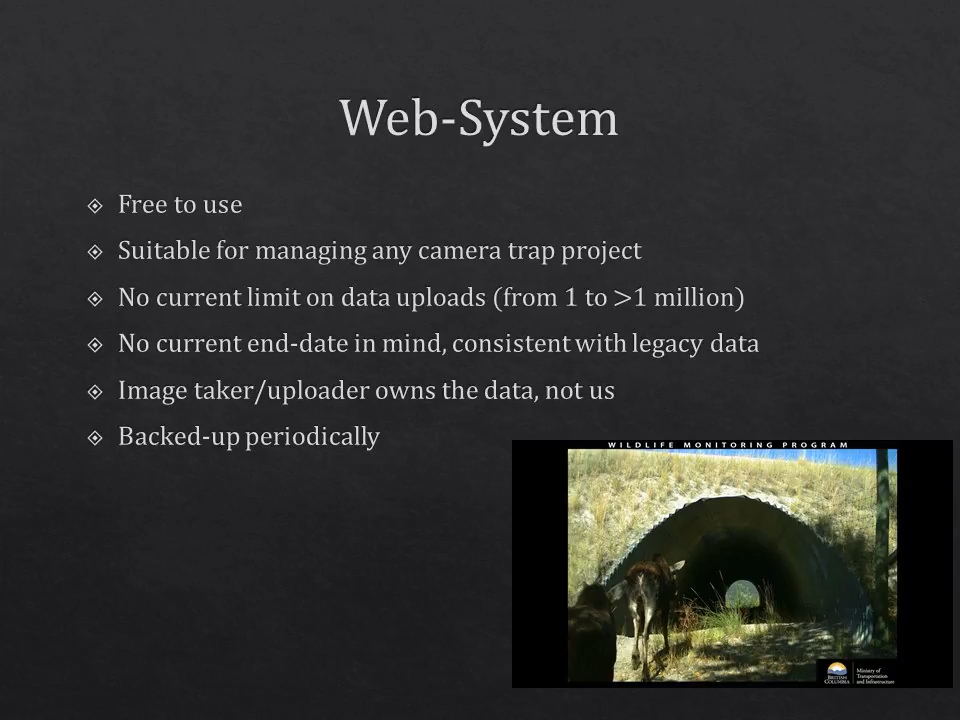 Web-System
Free to use
Suitable for managing any camera trap project
No current limit on data uploads (from 1 to >1 million)
No current end-date in mind, consistent with legacy data
Image taker/uploader owns the data, not us
Backed-up periodically
WILDLIFE MONITORING PROGRAM
BRITISH
COLUMBIA
Ministry of
Transportation
and Infrastructure